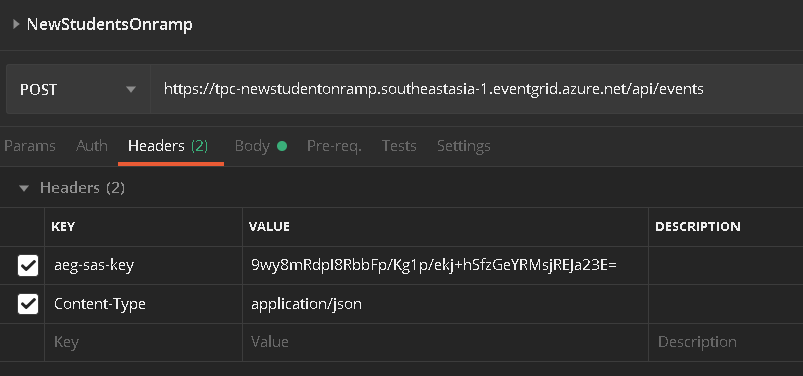 NewStudentsOnramp
POST https://tpc-newstudentonramp.southeastasia-1.eventgrid.azure.net/api/events
Params Auth Headers (2) Body Pre-req. Tests Settings
Headers (2)
KEY VALUE DESCRIPTION
aeg-sas-key 9wy8mRdpI8RbbFp/Kg1p/ekj+hSfzGeYRMsjREJa23E=
Content-Type application/json
Key Value Description